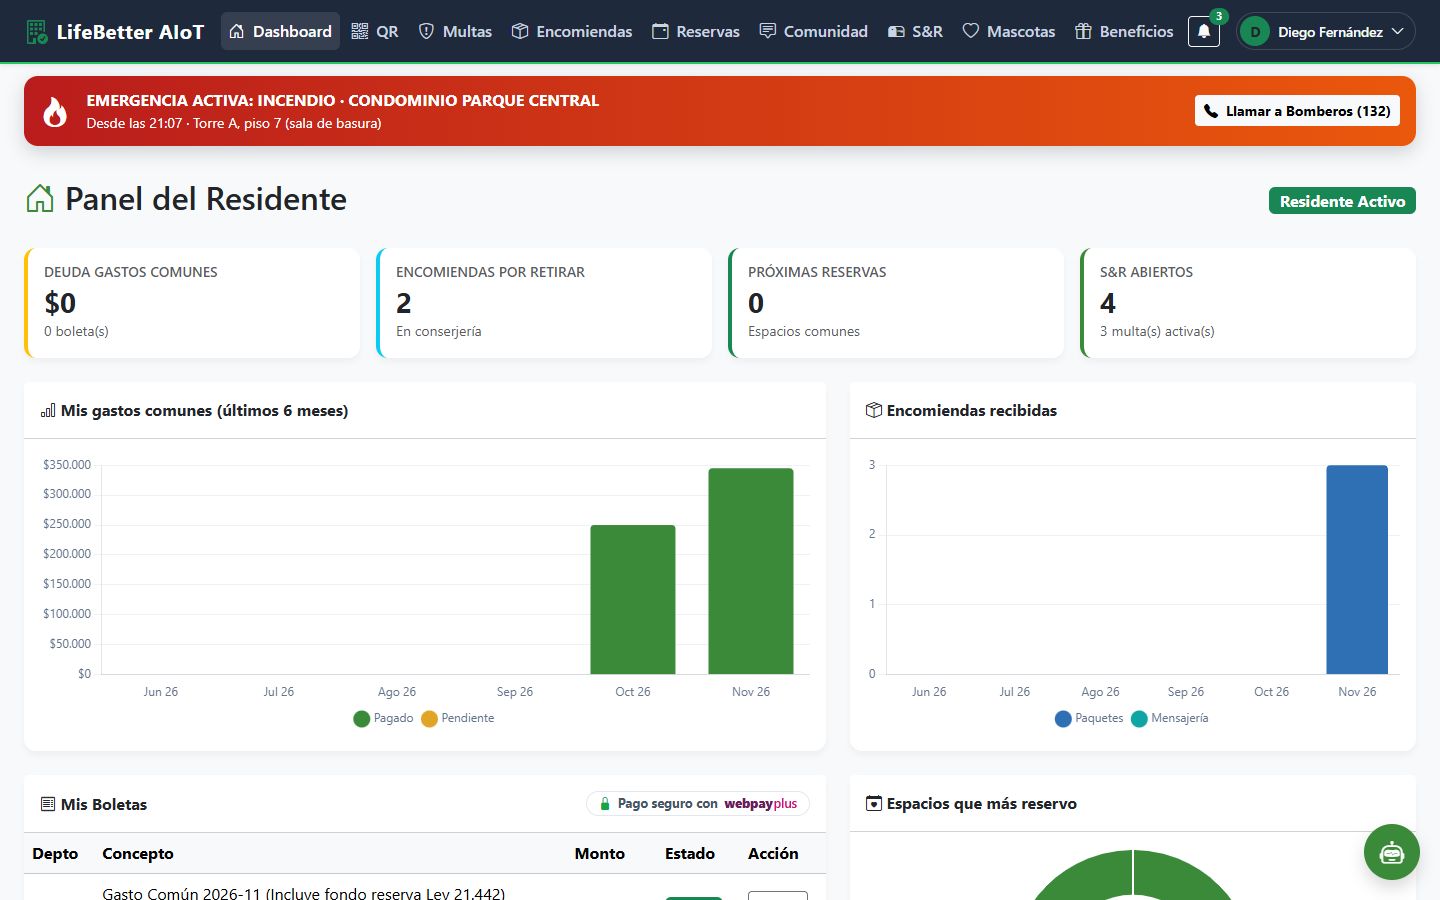 LifeBetter AIoT
Dashboard
QR
Multas
Encomiendas
Reservas
Comunidad
S&R
Mascotas
Beneficios
3
D
Diego Fernández
EMERGENCIA ACTIVA: INCENDIO · CONDOMINIO PARQUE CENTRAL
Desde las 21:07 · Torre A, piso 7 (sala de basura)
Llamar a Bomberos (132)
Panel del Residente
Residente Activo
DEUDA GASTOS COMUNES
$0
0 boleta(s)
ENCOMIENDAS POR RETIRAR
2
En conserjería
PRÓXIMAS RESERVAS
0
Espacios comunes
S&R ABIERTOS
4
3 multa(s) activa(s)
Mis gastos comunes (últimos 6 meses)
$350.000
$300.000
$250.000
$200.000
$150.000
$100.000
$50.000
$0
Jun 26 Jul 26 Ago 26 Sep 26 Oct 26 Nov 26
Pagado Pendiente
Encomiendas recibidas
3
2
1
0
Jun 26 Jul 26 Ago 26 Sep 26 Oct 26 Nov 26
Paquetes Mensajería
Mis Boletas
Pago seguro con webpayplus
Depto Concepto Monto Estado Acción
Gasto Común 2026-11 (Incluye fondo reserva Ley 21.442)
Espacios que más reservo